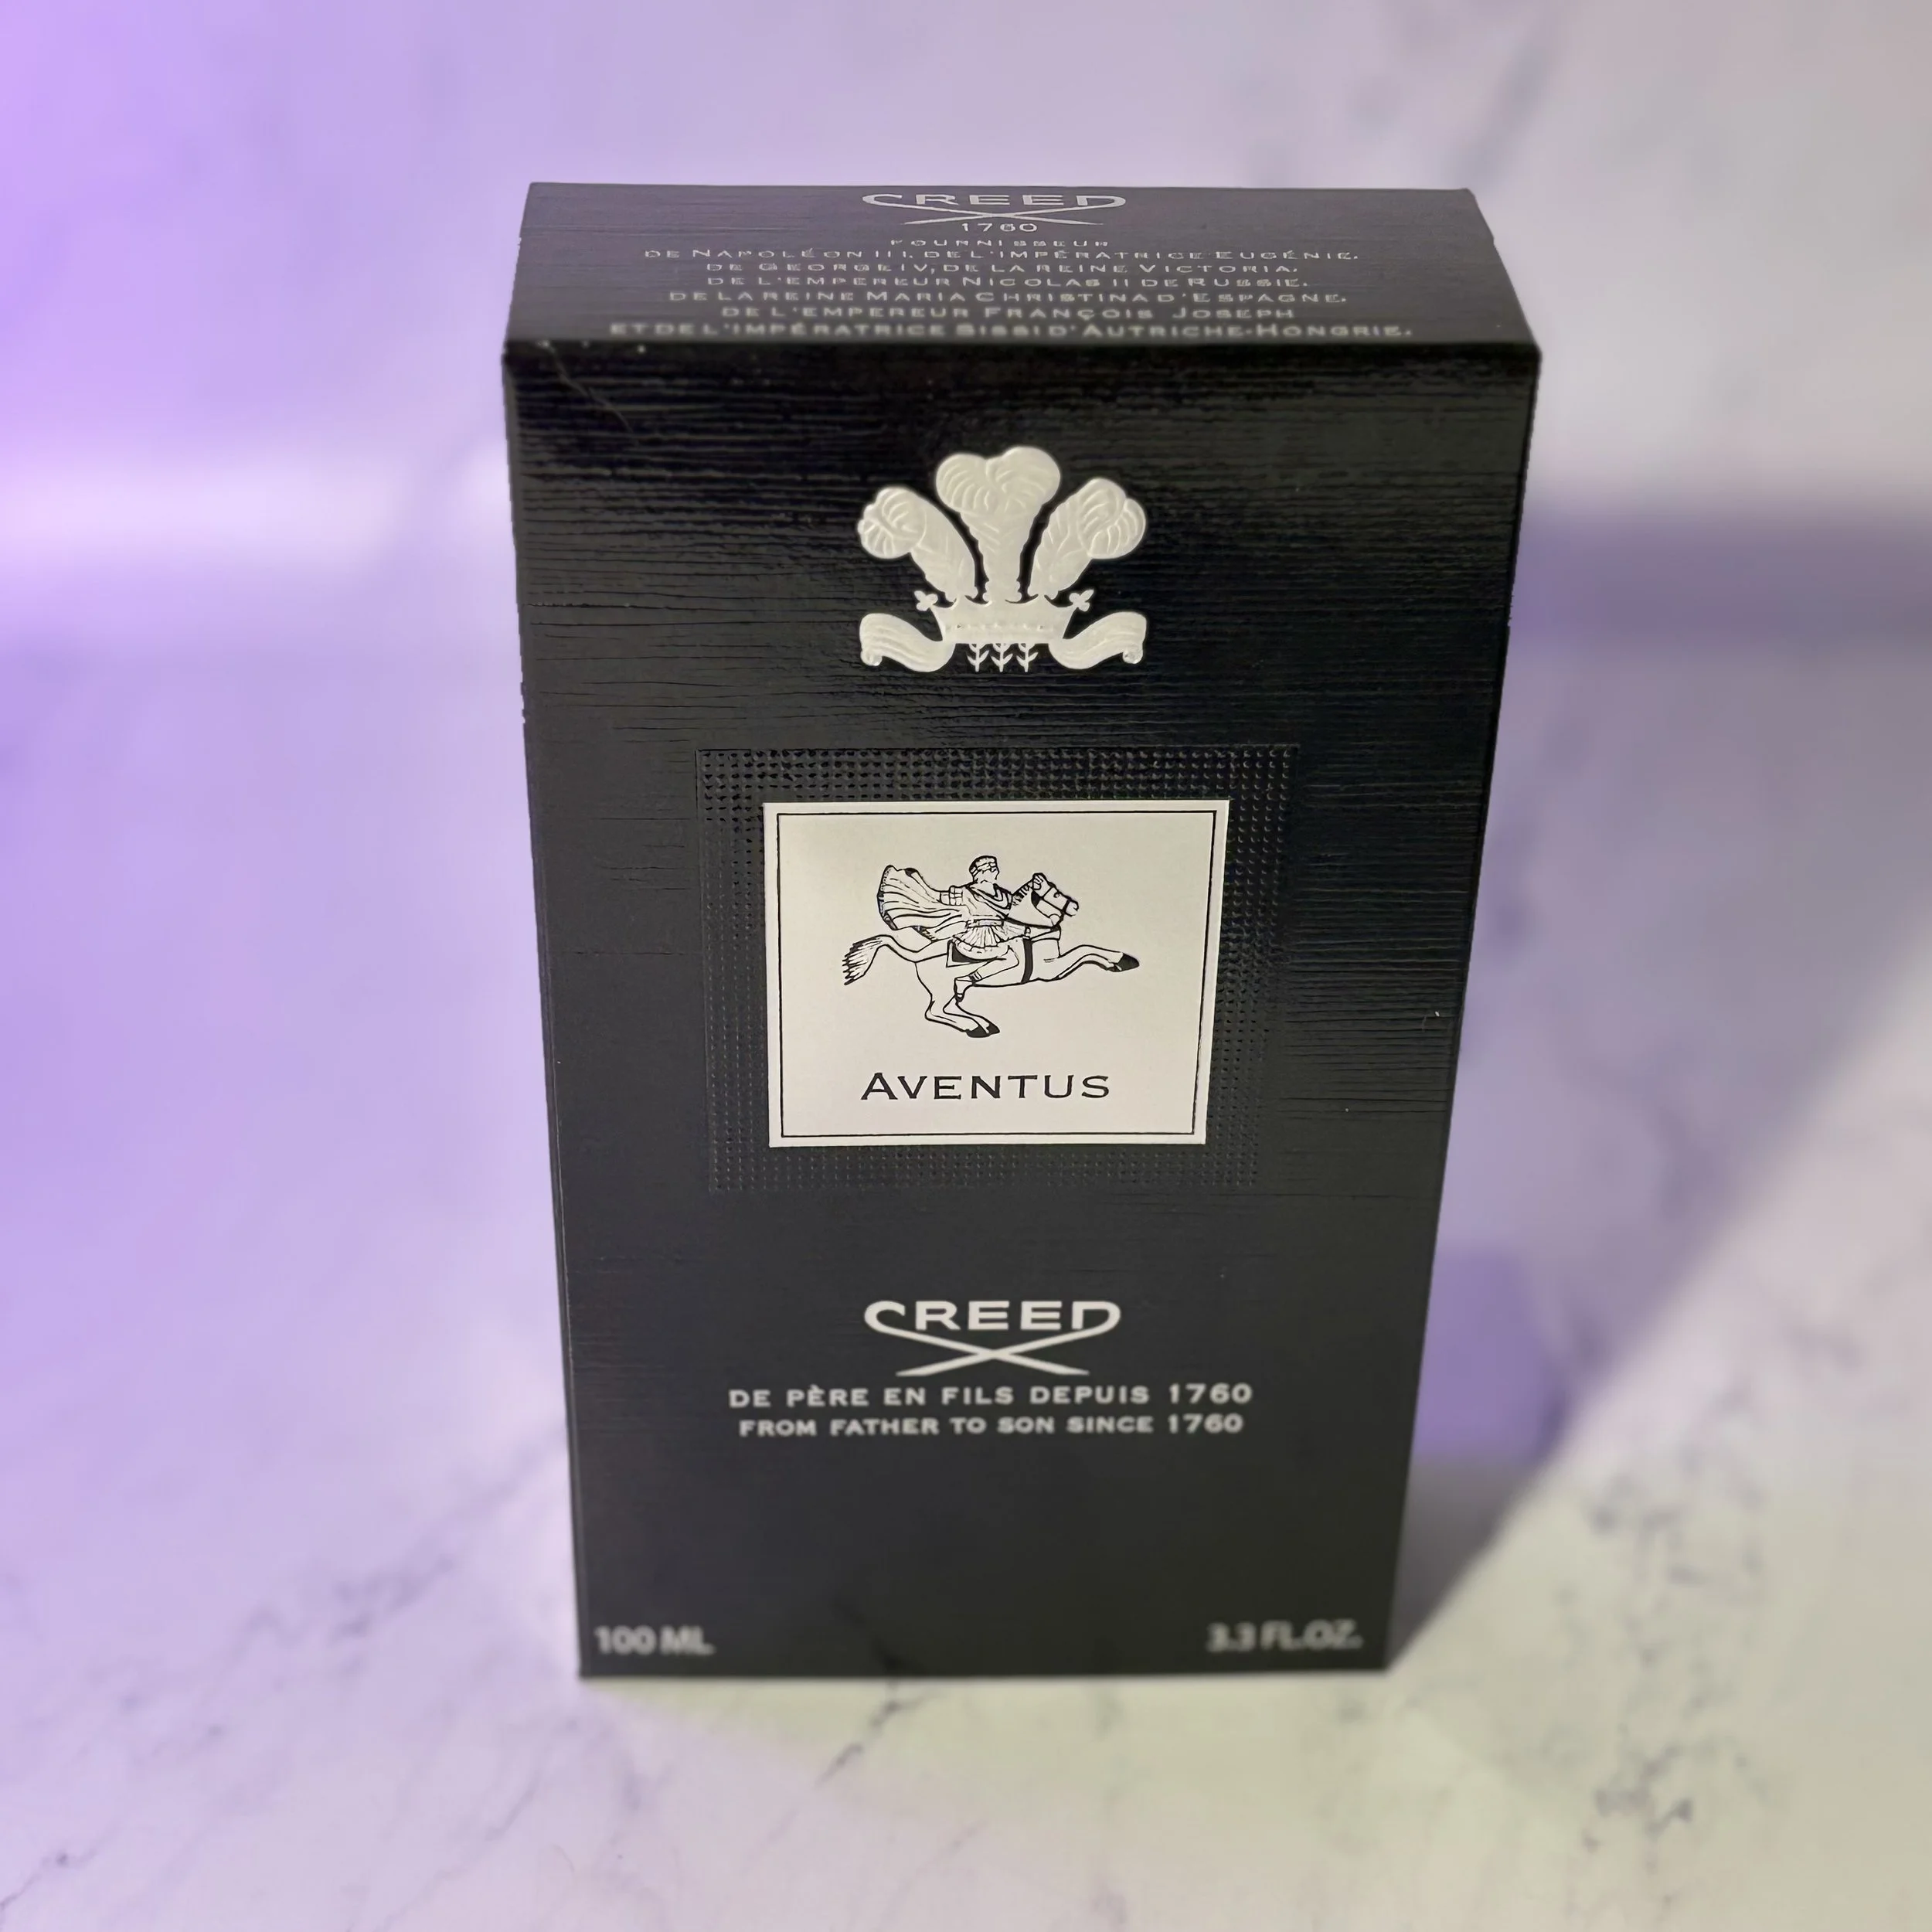 CREED
1760
FOURNISSEUR
DE NAPOLÉON III, DE L'IMPÉRATRICE EUGÉNIE,
DE GEORGE IV, DE LA REINE VICTORIA,
DE L'EMPEREUR NICOLAS II DE RUSSIE,
DE LA REINE MARIA CHRISTINA D'ESPAGNE,
DE L'EMPEREUR FRANÇOIS JOSEPH
ET DE L'IMPÉRATRICE SISSI D'AUTRICHE-HONGRIE.
AVENTUS
CREED
DE PÈRE EN FILS DEPUIS 1760
FROM FATHER TO SON SINCE 1760
100 ML
3.3 FL.OZ.